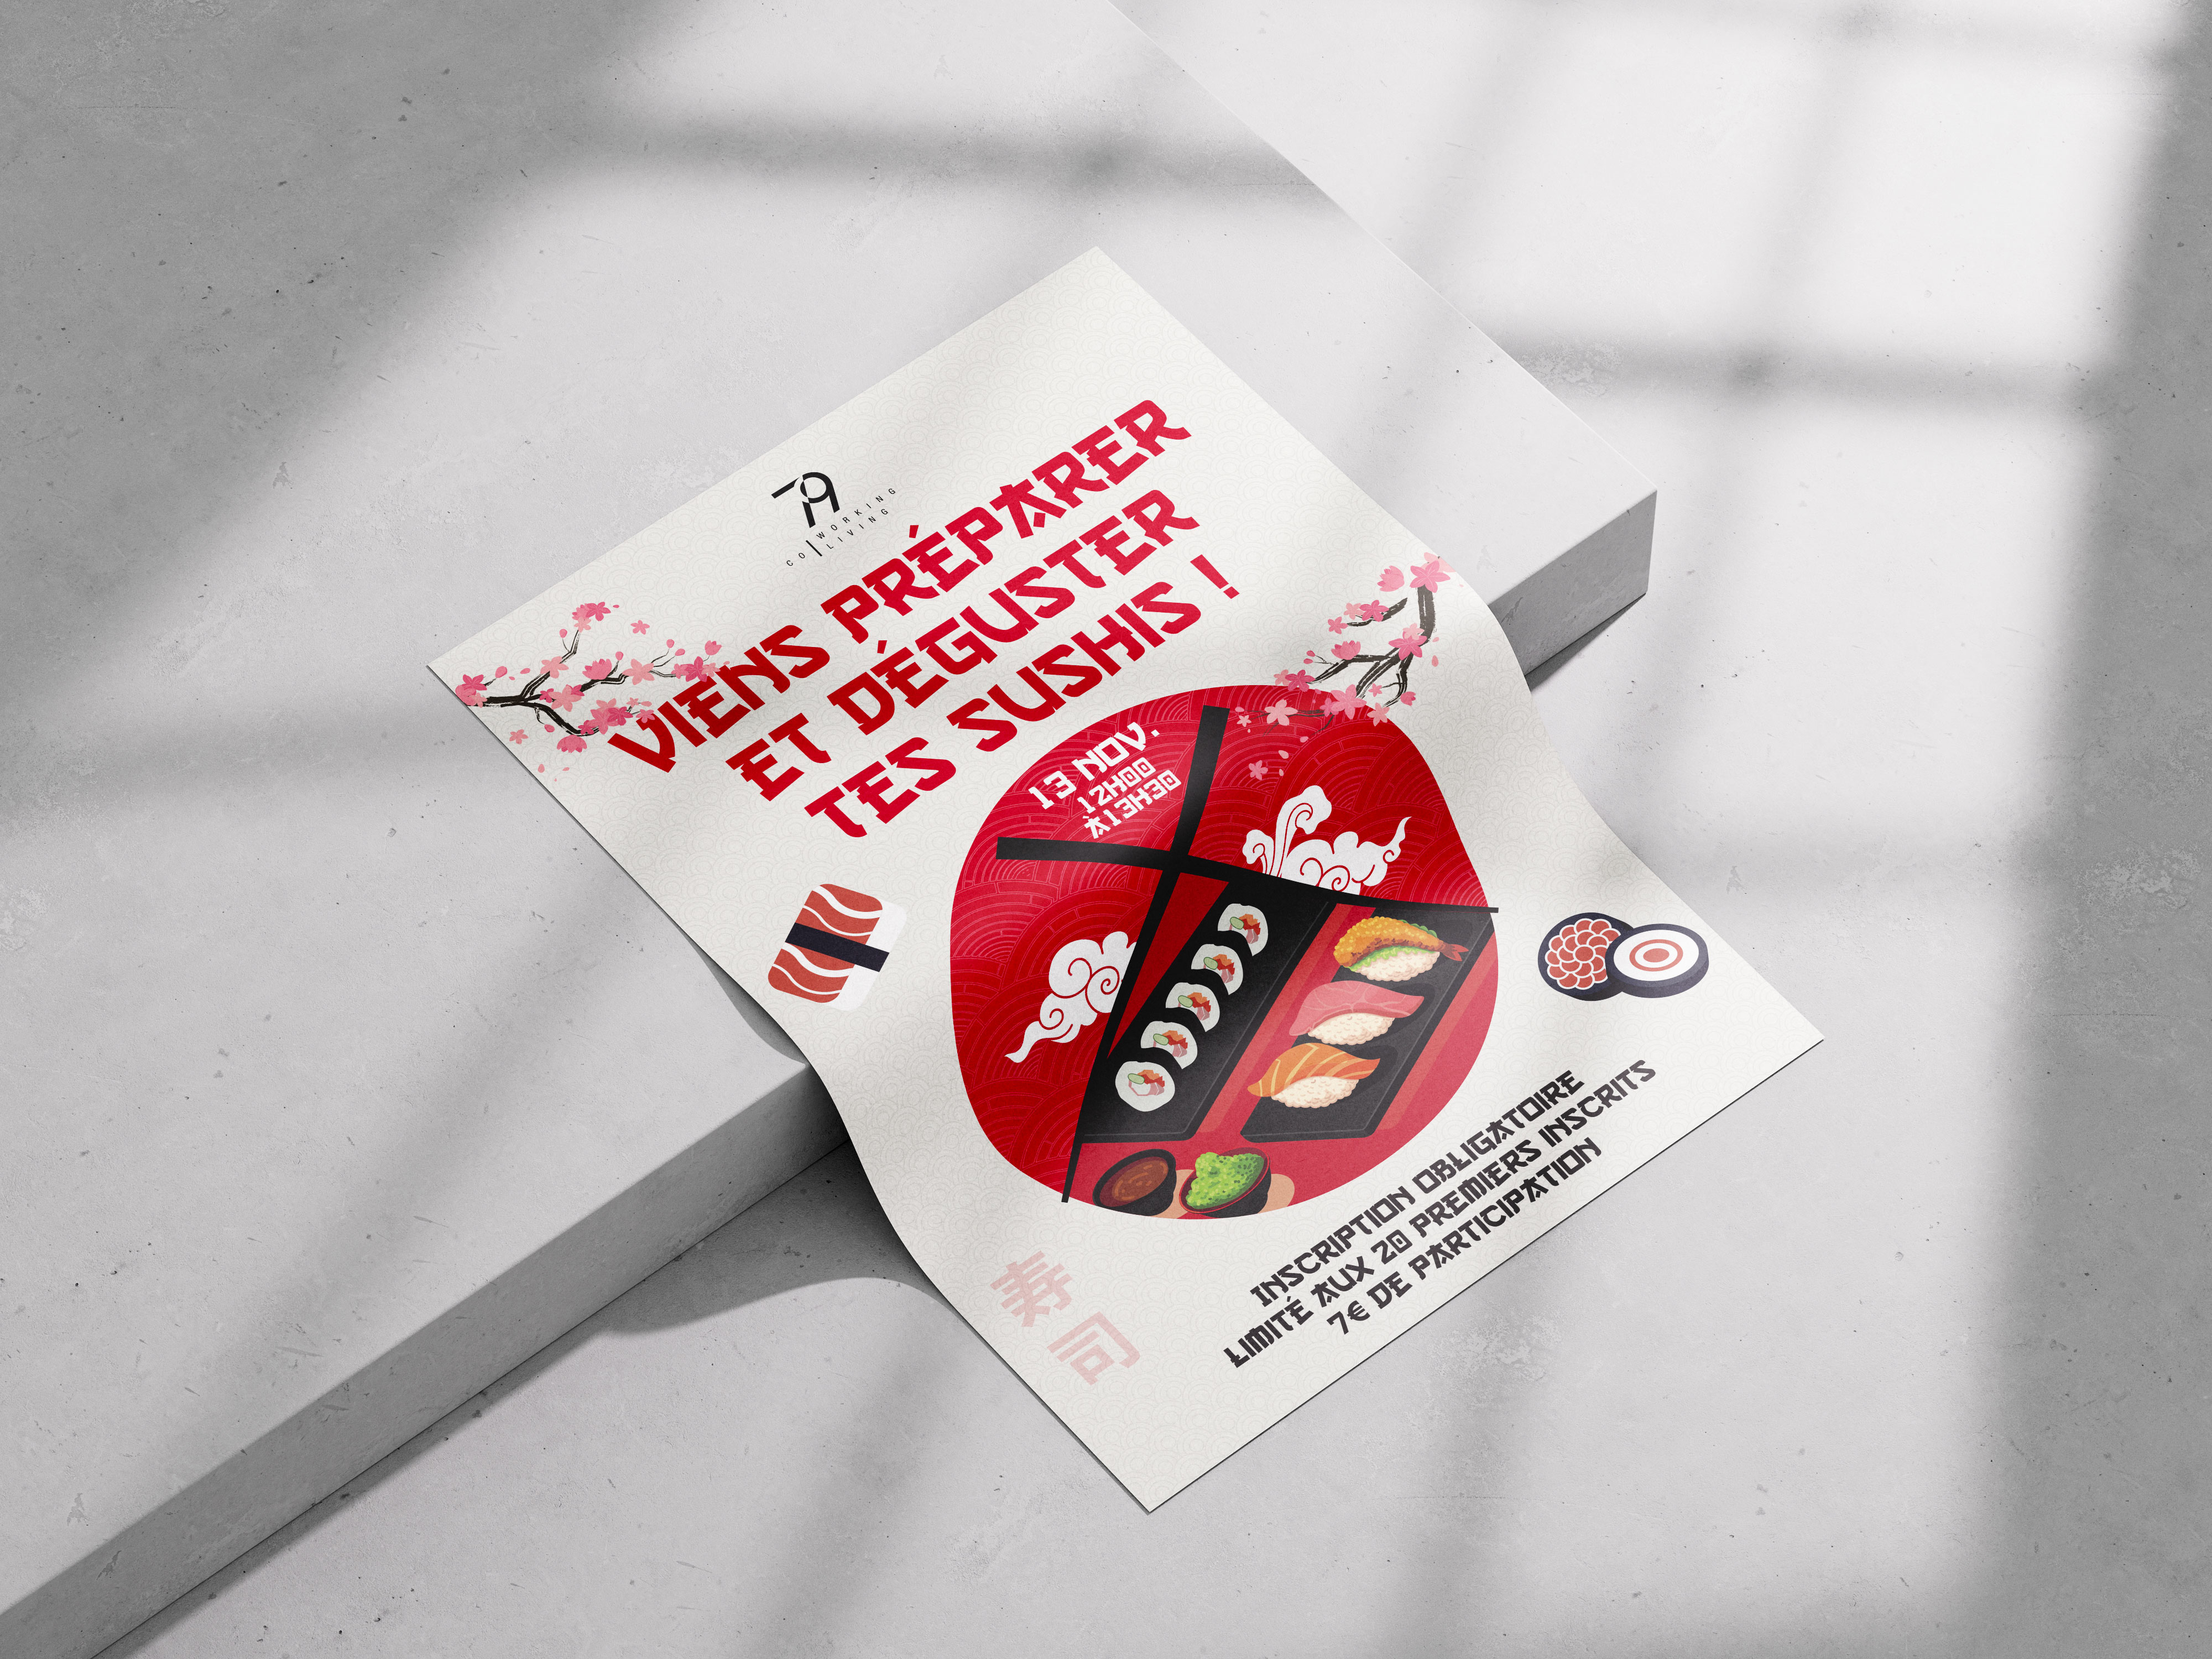 79
CO WORKING
LIVING
VIENS PRÉPARER
ET DÉGUSTER
TES SUSHIS !
13 NOV.
12H00
À13H30
INSCRIPTION OBLIGATOIRE
LIMITÉ AUX 20 PREMIERS INSCRITS
7€ DE PARTICIPATION
寿
司